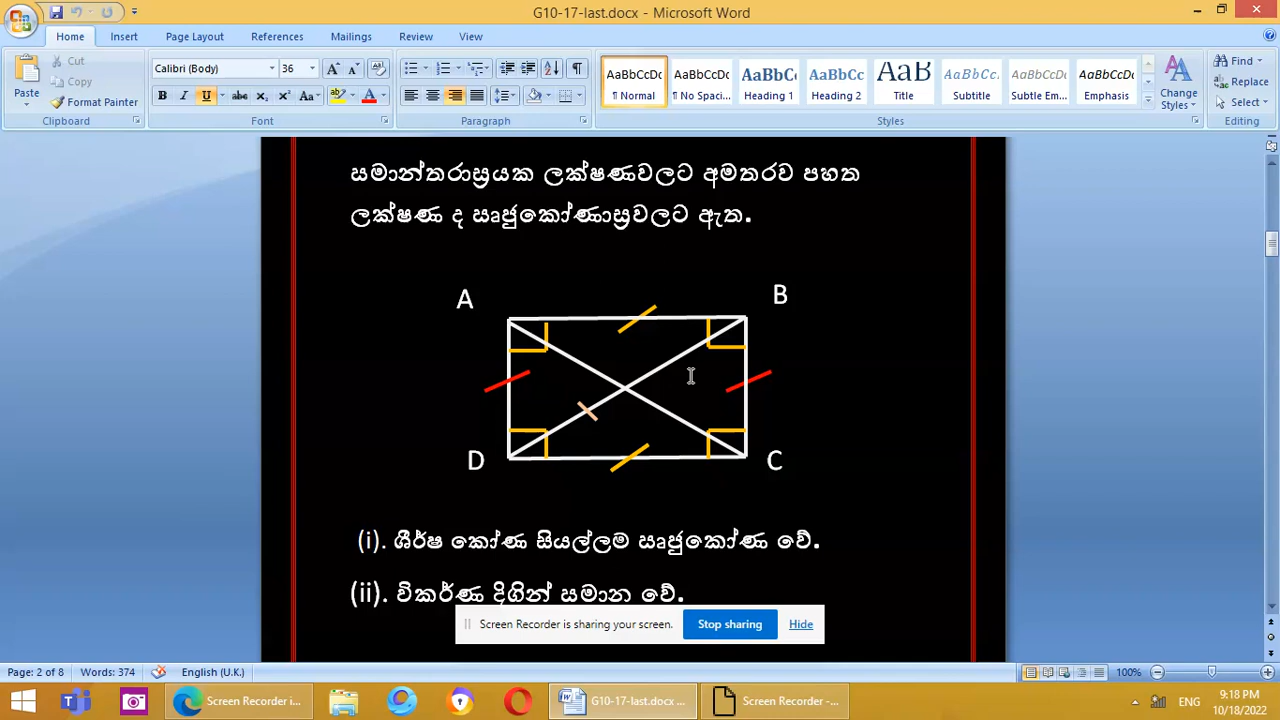 G10-17-last.docx - Microsoft Word
Home Insert Page Layout References Mailings Review View
Cut
Copy
Format Painter
Paste
Clipboard
Calibri (Body) 36
Font
Paragraph
AaBbCcDc AaBbCcDc AaBbCc AaBbCc AaB AaBbCc AaBbCcDc AaBbCcDc
¶ Normal ¶ No Spaci... Heading 1 Heading 2 Title Subtitle Subtle Em... Emphasis
Styles
Change
Styles
Find
Replace
Select
Editing
සමාන්තරාස්‍රයක ලක්ෂණවලට අමතරව පහත
ලක්ෂණ ද සෘජුකෝණාස්‍රවලට ඇත.
A B
D C
(i). ශීර්ෂ කෝණ සියල්ලම සෘජුකෝණ වේ.
(ii). විකර්ණ දිගින් සමාන වේ.
Screen Recorder is sharing your screen. Stop sharing Hide
Page: 2 of 8 Words: 374 English (U.K.) 100%
Screen Recorder i... G10-17-last.docx ... Screen Recorder -... ENG
9:18 PM
10/18/2022